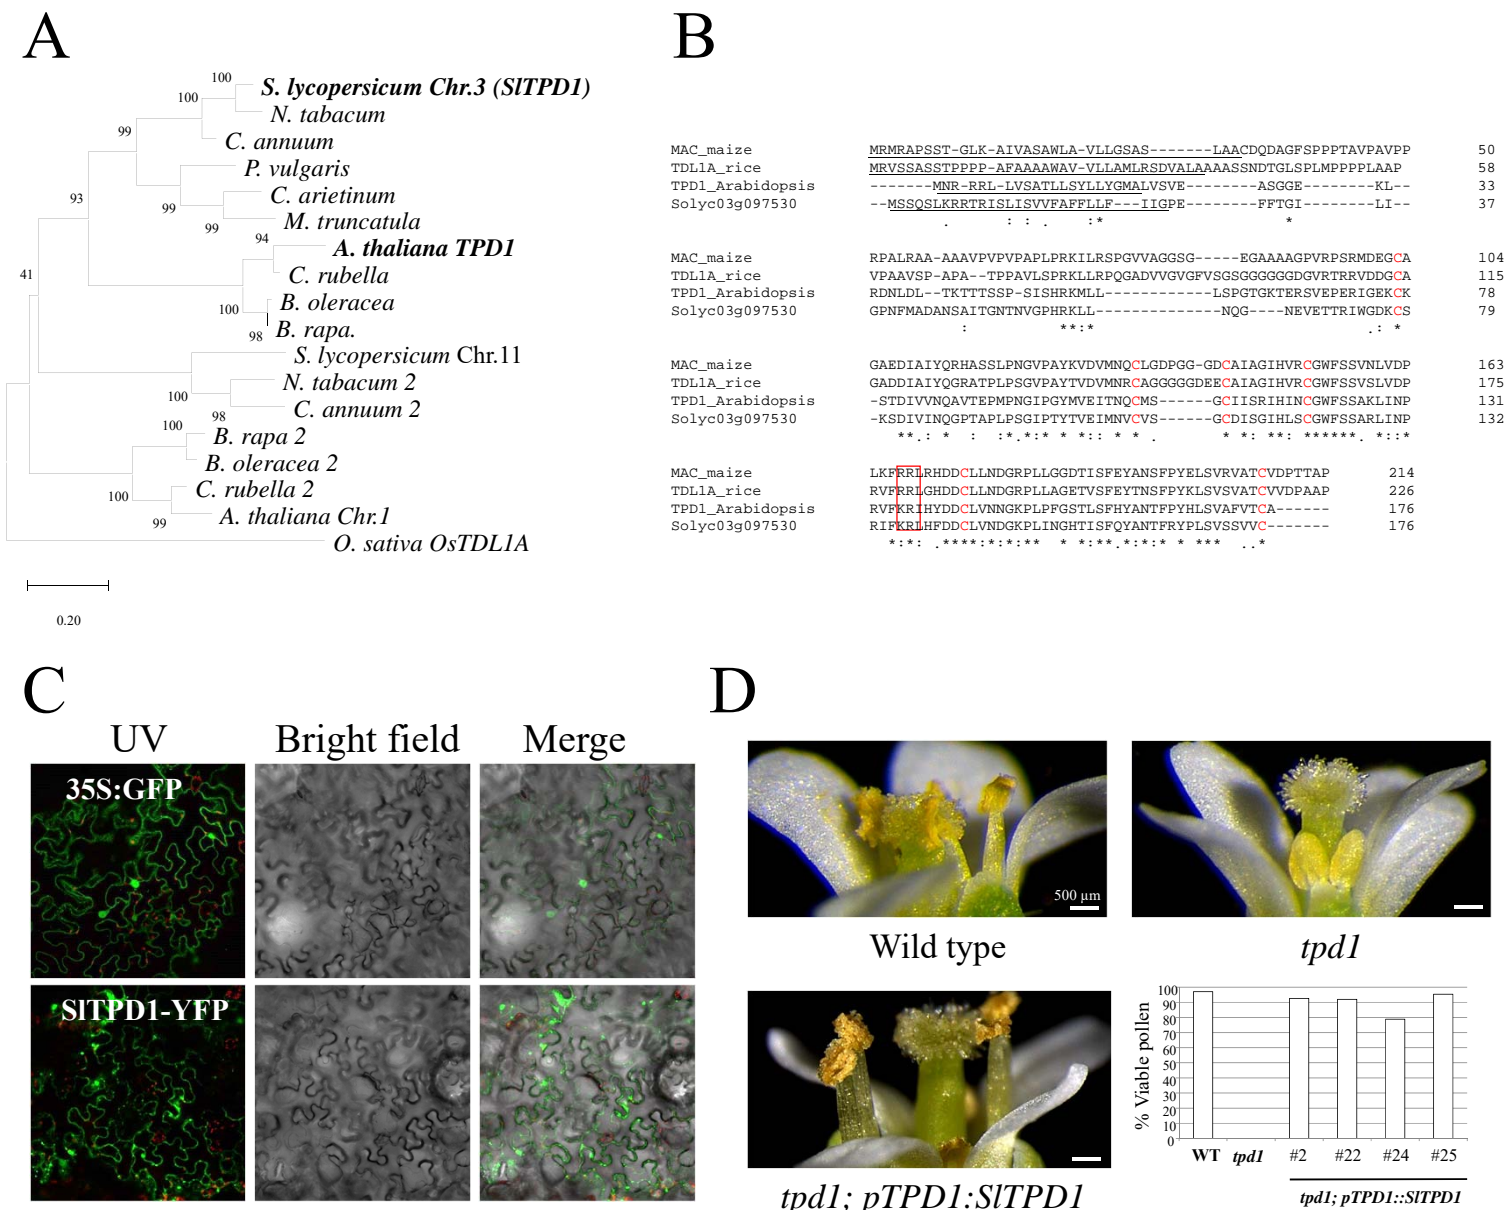 A
100
S. lycopersicum Chr.3 (SlTPD1)
100
N. tabacum
99
C. annuum
P. vulgaris
93
C. arietinum
99
M. truncatula
99
94
A. thaliana TPD1
41
C. rubella
B. oleracea
100
B. rapa.
98
S. lycopersicum Chr.11
N. tabacum 2
100
C. annuum 2
98
100
B. rapa 2
B. oleracea 2
C. rubella 2
100
A. thaliana Chr.1
99
O. sativa OsTDL1A
0.20
B
MAC_maize MRMRAPSST-GLK-AIVASAWLA-VLLGSAS-------LAACDQDAGFSPPPTAVPAVPP 50
TDL1A_rice MRVSSASSTPPPP-AFAAAAWAV-VLLAMLRSDVALAAAASSNDTGLSPLMPPPPLAAP 58
TPD1_Arabidopsis -------MNR-RRL-LVSATLLSYLLYGMALVSVE--------ASGGE------KL-- 33
Solyc03g097530 --MSSQSLKRRTRISLISVVFAFFLLF---IIGPE--------FFTGI------LI-- 37
. : : . :* *
MAC_maize RPALRAA-AAAVPVPVPAPLPRKILRSPGVVAGGSG-----EGAAAAGPVRPSRMDEGCA 104
TDL1A_rice VPAAVSP-APA--TPPAVLSPRKLLRPQGADVVGVGFVSGSGGGGGGDGVRTRRVDDGCA 115
TPD1_Arabidopsis RDNLDL--TKTTTSSP-SISHRKMLL------------LSPGTGKTERSVEPERIGEKCK 78
Solyc03g097530 GPNFMADANSAITGNTNVGPHRKLL-----------NQG---NEVETTRIWGDKCS 79
: **:* .: *
MAC_maize GAEDIAIYQRHASSLPNGVPAYKVDVMNQCLGDPGG-GDCAIAGIHVRCGWFSSVNLVDP 163
TDL1A_rice GADDIAIYQGRATPLPSGVPAYTVDVMNRCAGGGGGDEECAIAGIHVRCGWFSSVSLVDP 175
TPD1_Arabidopsis -STDIVVNQAVTEPMPNGIPGYMVEITNQCMS------GCIISRIHINCGWFSSAKLINP 131
Solyc03g097530 -KSDIVINQGPTAPLPSGIPTYTVEIMNVCVS------GCDISGIHLSCGWFSSARLINP 132
**.: * : :*.**:* * *:: * * . * *: **: ******. *::*
MAC_maize LKFRRLRHDDCLLNDGRPLLGGDTISFEYANSFPYELSVRVATCVDPTTAP 214
TDL1A_rice RVFRRLGHDDCLLNDGRPLLAGETVSFEYTNSFPYKLSVSVATCVVDPAAP 226
TPD1_Arabidopsis RVFKRIHYDDCLVNNGKPLPFGSTLSFHYANTFPYHLSVAFVTCA------ 176
Solyc03g097530 RIFKRLHFDDCLVNDGKPLINGHTISFQYANTFRYPLSVSSVVC------- 176
*:*: .****:*:*:** * *:**.*:*:* * *** ..*
C
UV Bright field Merge
35S:GFP
SlTPD1-YFP
D
500 µm
Wild type
tpd1
tpd1; pTPD1:SlTPD1
% Viable pollen
100
90
80
70
60
50
40
30
20
10
0
WT tpd1 #2 #22 #24 #25
tpd1; pTPD1::SlTPD1